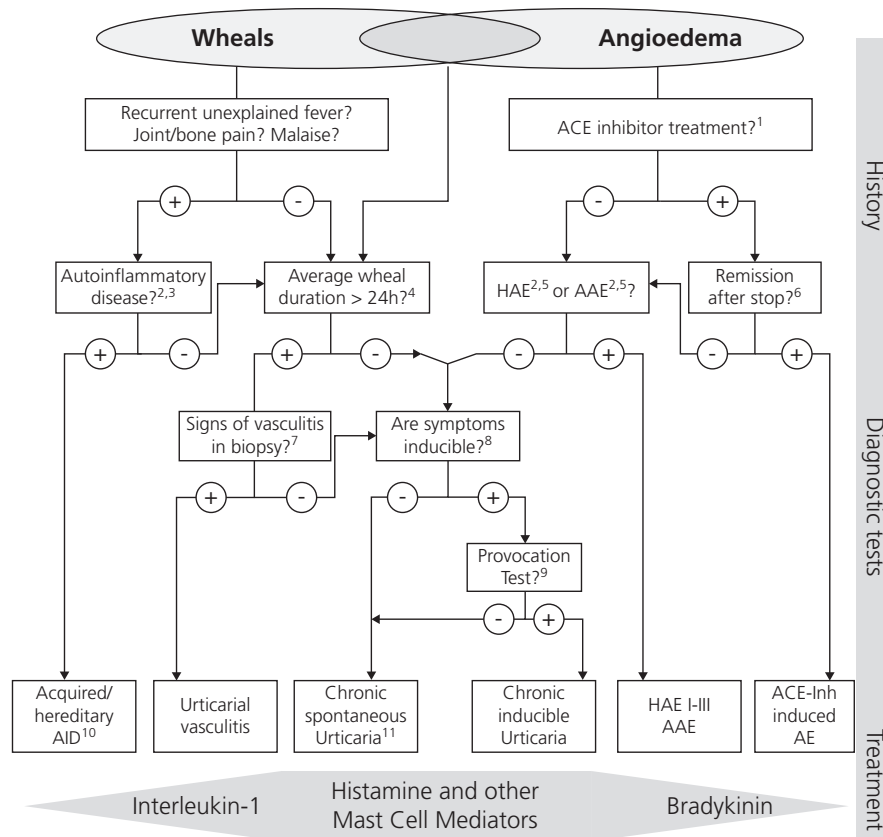 Wheals
Angioedema
Recurrent unexplained fever?
Joint/bone pain? Malaise?
ACE inhibitor treatment?¹
History
+
-
-
+
Autoinflammatory
disease?²,³
Average wheal
duration > 24h?⁴
HAE²,⁵ or AAE²,⁵?
Remission
after stop?⁶
+
-
+
-
-
+
-
+
Signs of vasculitis
in biopsy?⁷
Are symptoms
inducible?⁸
Diagnostic tests
+
-
-
+
Provocation
Test?⁹
-
+
Acquired/
hereditary
AID¹⁰
Urticarial
vasculitis
Chronic
spontaneous
Urticaria¹¹
Chronic
inducible
Urticaria
HAE I-III
AAE
ACE-Inh
induced
AE
Treatment
Interleukin-1
Histamine and other
Mast Cell Mediators
Bradykinin